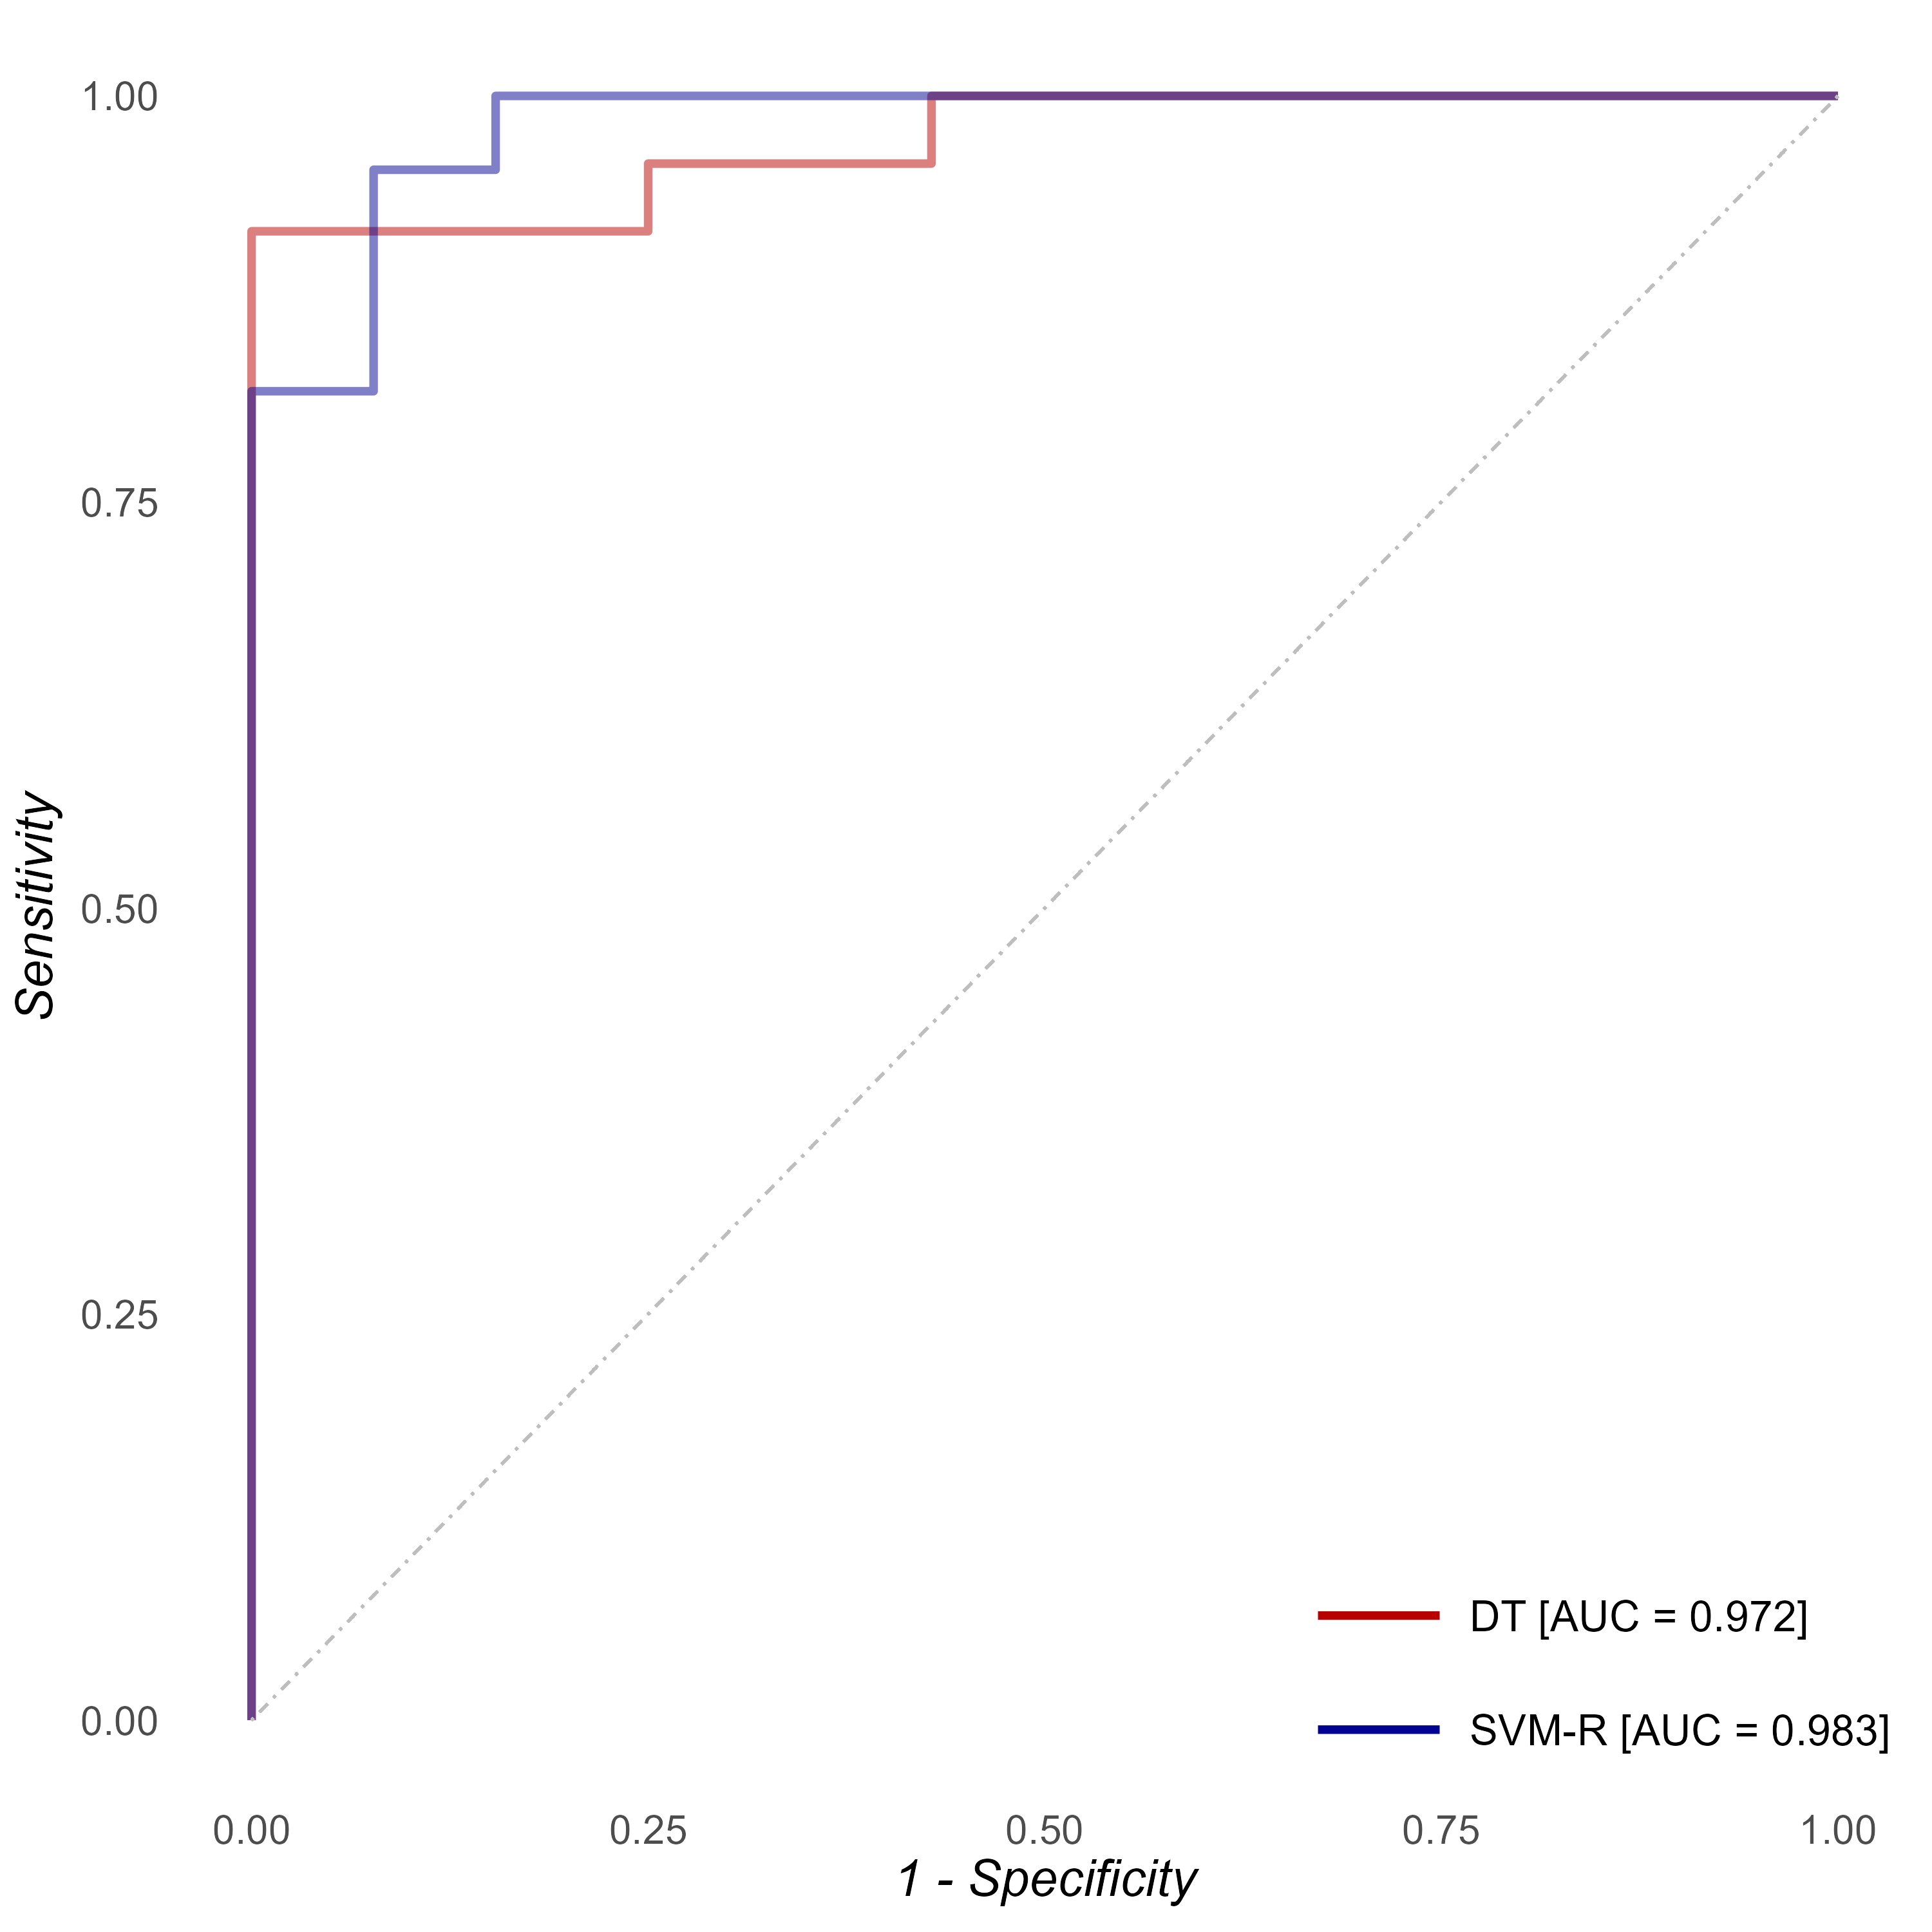 1.00
0.75
0.50
0.25
0.00
Sensitivity
DT [AUC = 0.972]
SVM-R [AUC = 0.983]
0.00 0.25 0.50 0.75 1.00
1 - Specificity